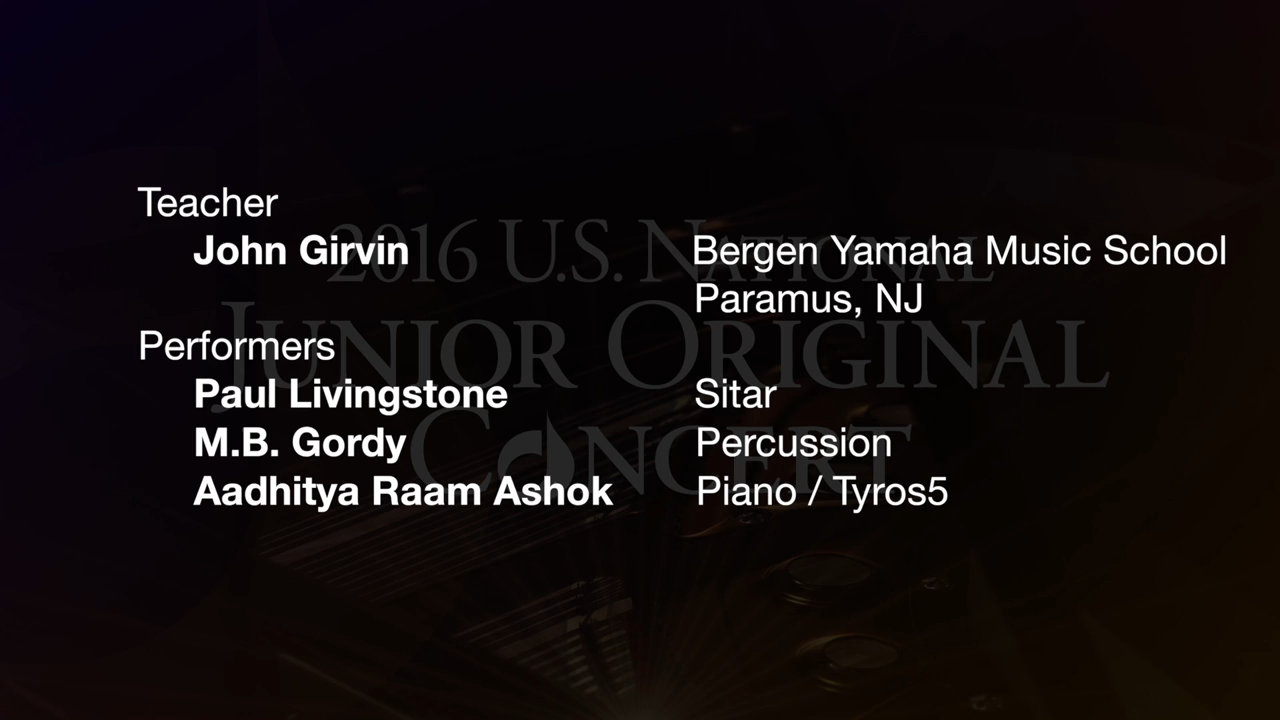 Teacher
John Girvin Bergen Yamaha Music School
Paramus, NJ
Performers
Paul Livingstone Sitar
M.B. Gordy Percussion
Aadhitya Raam Ashok Piano / Tyros5
2016 U.S. National
Junior Original
Concert